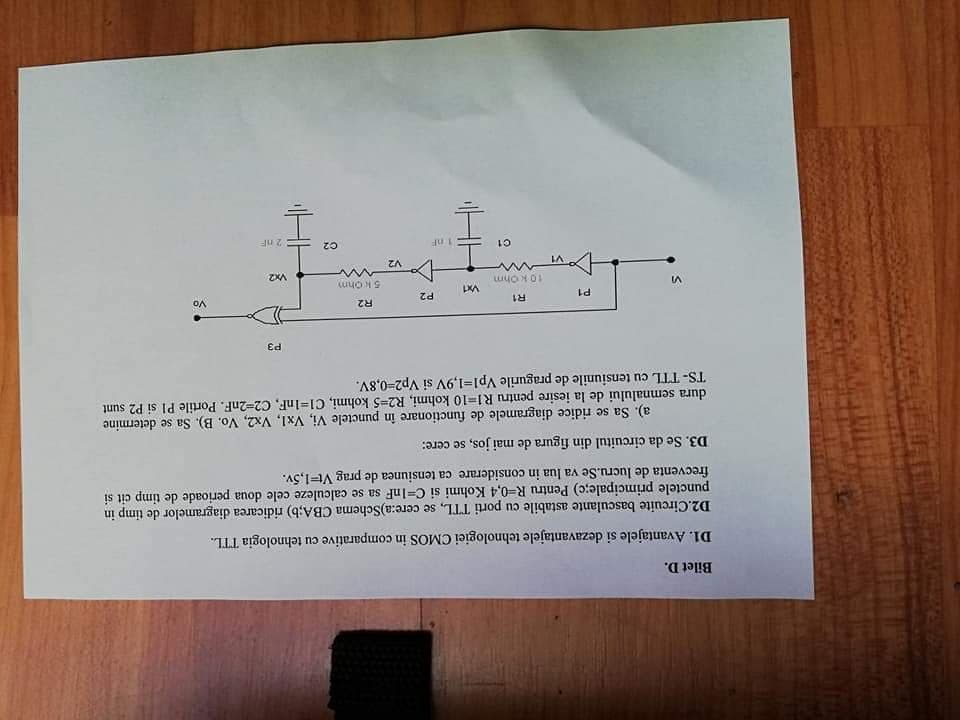 Bilet D.
D1. Avantajele si dezavantajele tehnologiei CMOS in comparative cu tehnologia TTL.
D2.Circuite basculante astabile cu porti TTL, se cere:a)Schema CBA;b) ridicarea diagramelor de timp in
punctele primcipale;c) Pentru R=0,4 Kohmi si C=1nF sa se calculeze cele doua perioade de timp cit si
frecventa de lucru.Se va lua in considerare ca tensiunea de prag Vt=1,5v.
D3. Se da circuitul din figura de mai jos, se cere:
a). Sa se ridice diagramele de functionare în punctele Vi, Vx1, Vx2, Vo. B). Sa se determine
dura semnalului de la iesire pentru R1=10 kohmi, R2=5 kohmi, C1=1nF, C2=2nF. Portile P1 si P2 sunt
TS- TTL cu tensiunile de pragurile Vp1=1,9V si Vp2=0,8V.
P3
Vo
P1
R1
Vx1
P2
R2
Vi
10 k Ohm
5 k Ohm
Vx2
V1
V2
C1
1 nF
C2
2 nF